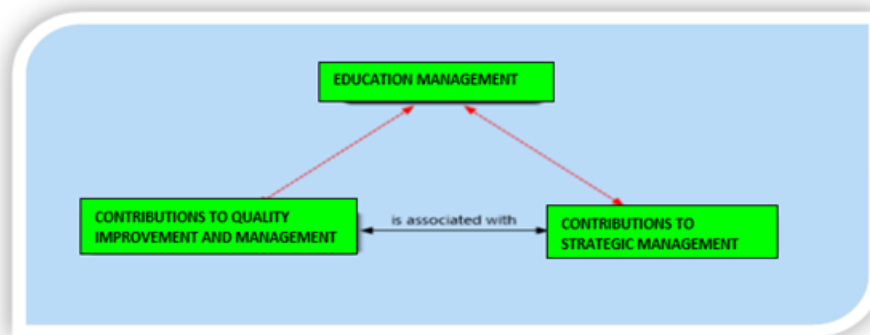 EDUCATION MANAGEMENT
CONTRIBUTIONS TO QUALITY
IMPROVEMENT AND MANAGEMENT
is associated with
CONTRIBUTIONS TO
STRATEGIC MANAGEMENT